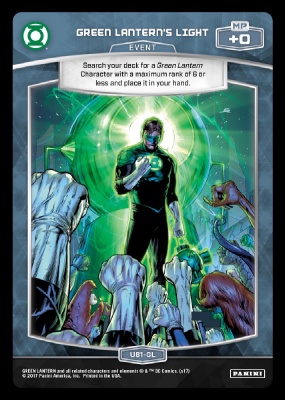 GREEN LANTERN'S LIGHT
MP
+0
EVENT
Search your deck for a Green Lantern
Character with a maximum rank of 6 or
less and place it in your hand.
U81-GL
GREEN LANTERN and all related characters and elements © & ™ DC Comics. (s17)
© 2017 Panini America, Inc. Printed in the USA.
PANINI